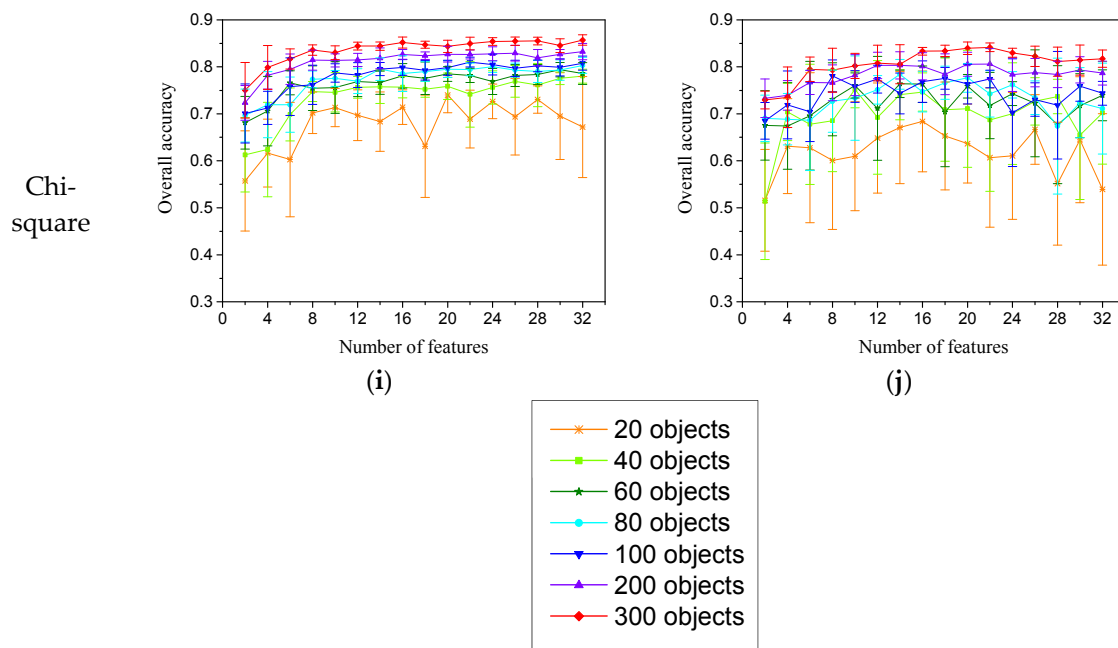 Chi-
square
Overall accuracy
0.9
0.8
0.7
0.6
0.5
0.4
0.3
0 4 8 12 16 20 24 28 32
Number of features
(i)
Overall accuracy
0.9
0.8
0.7
0.6
0.5
0.4
0.3
0 4 8 12 16 20 24 28 32
Number of features
(j)
20 objects
40 objects
60 objects
80 objects
100 objects
200 objects
300 objects